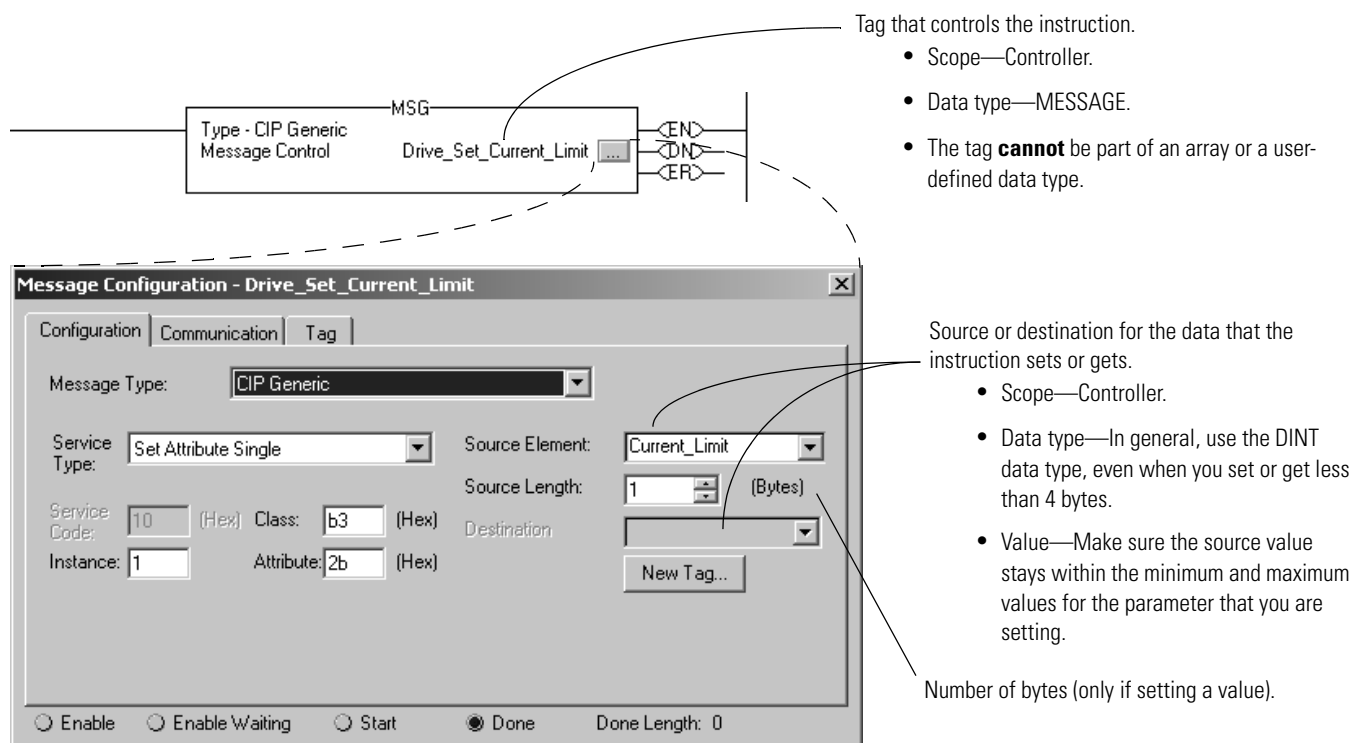 Tag that controls the instruction.
• Scope—Controller.
• Data type—MESSAGE.
• The tag cannot be part of an array or a user-
defined data type.
MSG
Type - CIP Generic
Message Control Drive_Set_Current_Limit ...
EN
DN
ER
Message Configuration - Drive_Set_Current_Limit
Configuration Communication Tag
Message Type: CIP Generic
Service
Type: Set Attribute Single
Source Element: Current_Limit
Source Length: 1 (Bytes)
Service
Code: 10 (Hex) Class: b3 (Hex)
Destination
Instance: 1 Attribute: 2b (Hex)
New Tag...
Enable Enable Waiting Start Done Done Length: 0
Source or destination for the data that the
instruction sets or gets.
• Scope—Controller.
• Data type—In general, use the DINT
data type, even when you set or get less
than 4 bytes.
• Value—Make sure the source value
stays within the minimum and maximum
values for the parameter that you are
setting.
Number of bytes (only if setting a value).